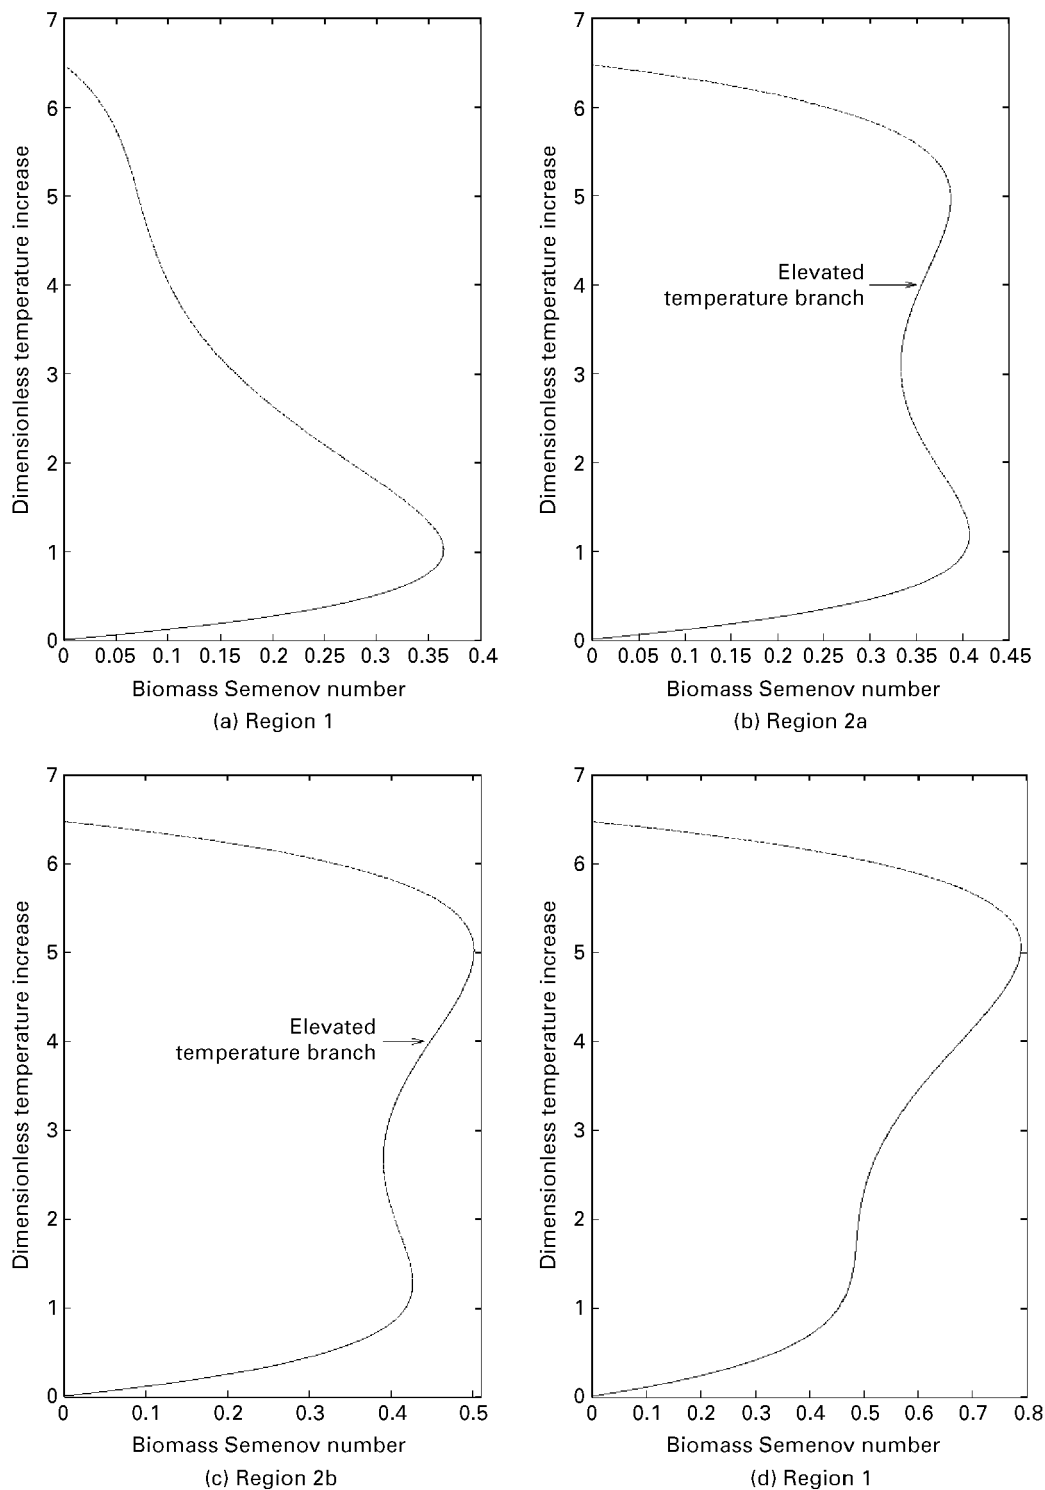 7
6
5
4
3
2
1
0
Dimensionless temperature increase
0 0.05 0.1 0.15 0.2 0.25 0.3 0.35 0.4
Biomass Semenov number
(a) Region 1
7
6
5
4
3
2
1
0
Dimensionless temperature increase
Elevated
temperature branch
0 0.05 0.1 0.15 0.2 0.25 0.3 0.35 0.4 0.45
Biomass Semenov number
(b) Region 2a
7
6
5
4
3
2
1
0
Dimensionless temperature increase
Elevated
temperature branch
0 0.1 0.2 0.3 0.4 0.5
Biomass Semenov number
(c) Region 2b
7
6
5
4
3
2
1
0
Dimensionless temperature increase
0 0.1 0.2 0.3 0.4 0.5 0.6 0.7 0.8
Biomass Semenov number
(d) Region 1